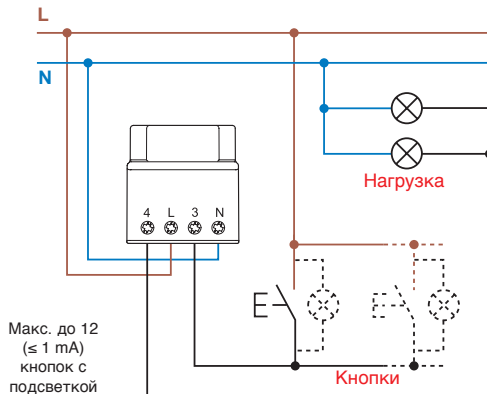 L
N
Нагрузка
4 L 3 N
Макс. до 12
(≤ 1 mA)
кнопок с
подсветкой
Кнопки